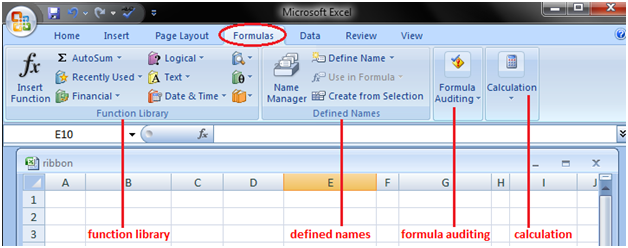 Microsoft Excel
Home Insert Page Layout Formulas Data Review View
fx Σ AutoSum Logical Define Name
Insert Function Recently Used A Text Name Manager fx Use in Formula Formula Auditing Calculation
Financial Date & Time Create from Selection
Function Library Defined Names
E10 fx
ribbon
A B C D E F G H I J
1
2
3
function library defined names formula auditing calculation